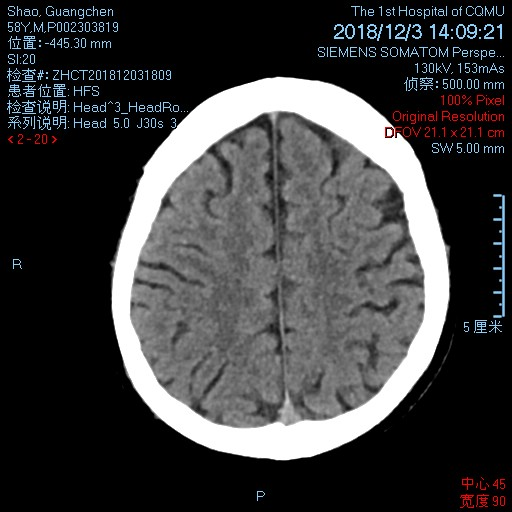 Shao, Guangchen
58Y,M,P002303819
位置:-445.30 mm
SI:20
检查#: ZHCT201812031809
患者位置: HFS
检查说明: Head^3_HeadRo...
系列说明: Head 5.0 J30s 3
< 2 - 20 >
The 1st Hospital of CQMU
2018/12/3 14:09:21
SIEMENS SOMATOM Perspe...
130kV, 153mAs
侦察: 500.00 mm
100% Pixel
Original Resolution
DFOV 21.1 x 21.1 cm
SW 5.00 mm
R
5 厘米
P
中心 45
宽度 90